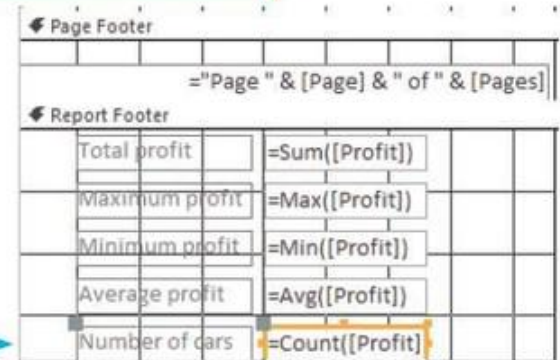 Page Footer
="Page " & [Page] & " of " & [Pages]
Report Footer
Total profit =Sum([Profit])
Maximum profit =Max([Profit])
Minimum profit =Min([Profit])
Average profit =Avg([Profit])
Number of cars =Count([Profit]